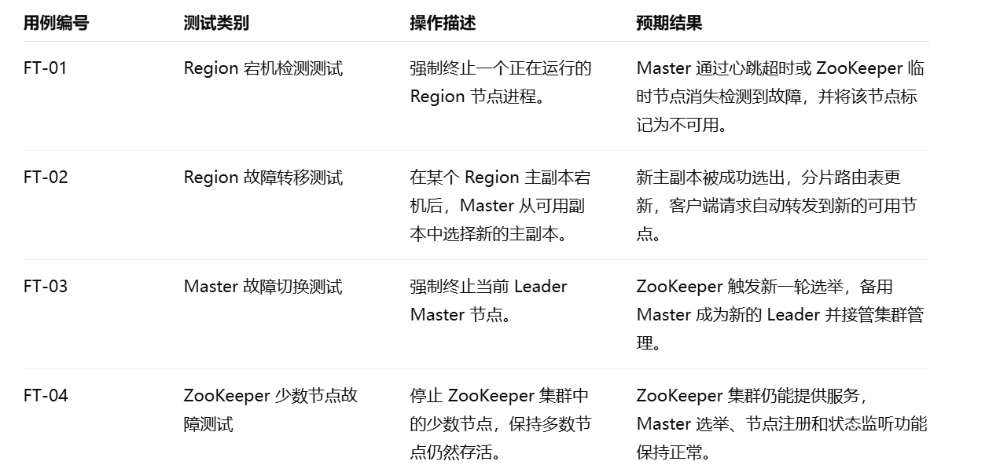 用例编号 测试类别 操作描述 预期结果
FT-01 Region 宕机检测测试 强制终止一个正在运行的 Master 通过心跳超时或 ZooKeeper 临
Region 节点进程。 时节点消失检测到故障，并将该节点标
记为不可用。
FT-02 Region 故障转移测试 在某个 Region 主副本宕 新主副本被成功选出，分片路由表更
机后，Master 从可用副 新，客户端请求自动转发到新的可用节
本中选择新的主副本。 点。
FT-03 Master 故障切换测试 强制终止当前 Leader ZooKeeper 触发新一轮选举，备用
Master 节点。 Master 成为新的 Leader 并接管集群管
理。
FT-04 ZooKeeper 少数节点故 停止 ZooKeeper 集群中 ZooKeeper 集群仍能提供服务，
障测试 的少数节点，保持多数节 Master 选举、节点注册和状态监听功能
点仍然存活。 保持正常。